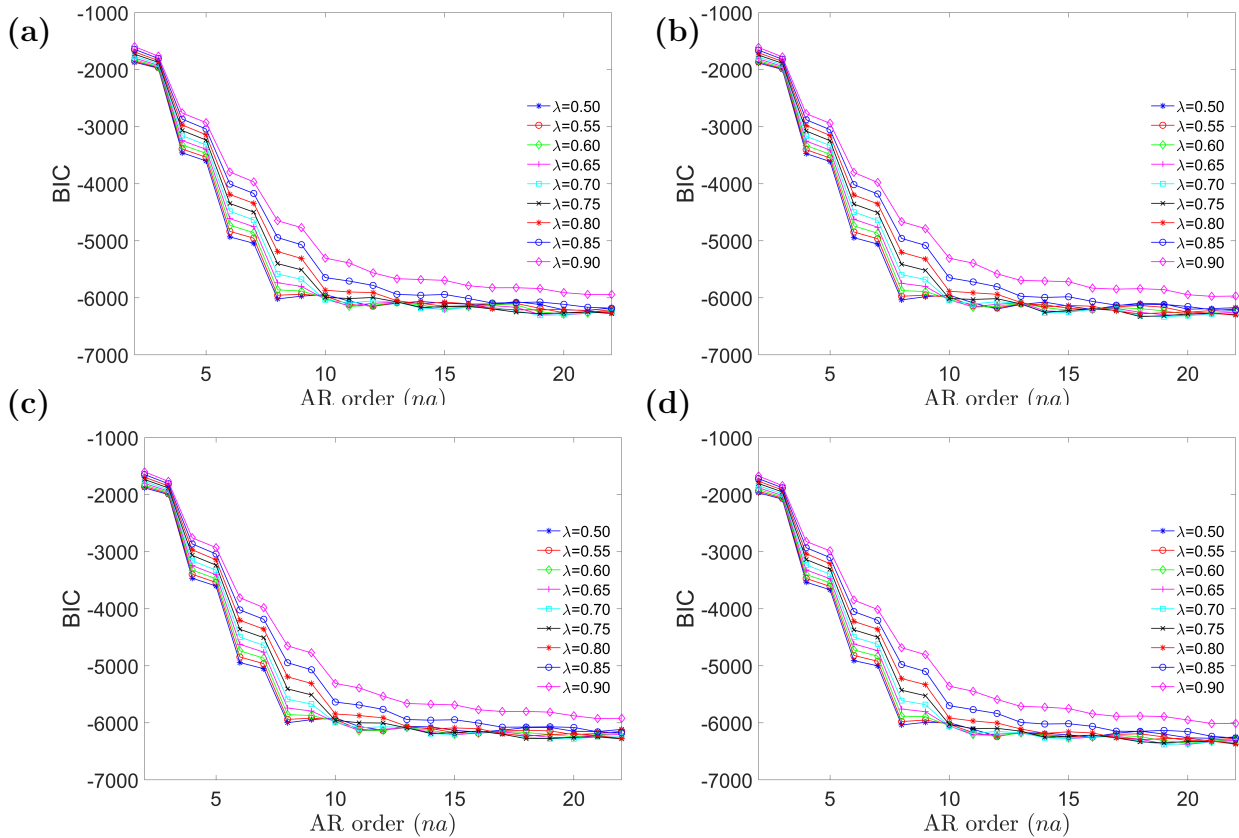 (a)
-1000
-2000
-3000
-4000
-5000
-6000
-7000
BIC
5
10
15
20
AR order (na)
λ=0.50
λ=0.55
λ=0.60
λ=0.65
λ=0.70
λ=0.75
λ=0.80
λ=0.85
λ=0.90
(b)
-1000
-2000
-3000
-4000
-5000
-6000
-7000
BIC
5
10
15
20
AR order (na)
λ=0.50
λ=0.55
λ=0.60
λ=0.65
λ=0.70
λ=0.75
λ=0.80
λ=0.85
λ=0.90
(c)
-1000
-2000
-3000
-4000
-5000
-6000
-7000
BIC
5
10
15
20
AR order (na)
λ=0.50
λ=0.55
λ=0.60
λ=0.65
λ=0.70
λ=0.75
λ=0.80
λ=0.85
λ=0.90
(d)
-1000
-2000
-3000
-4000
-5000
-6000
-7000
BIC
5
10
15
20
AR order (na)
λ=0.50
λ=0.55
λ=0.60
λ=0.65
λ=0.70
λ=0.75
λ=0.80
λ=0.85
λ=0.90